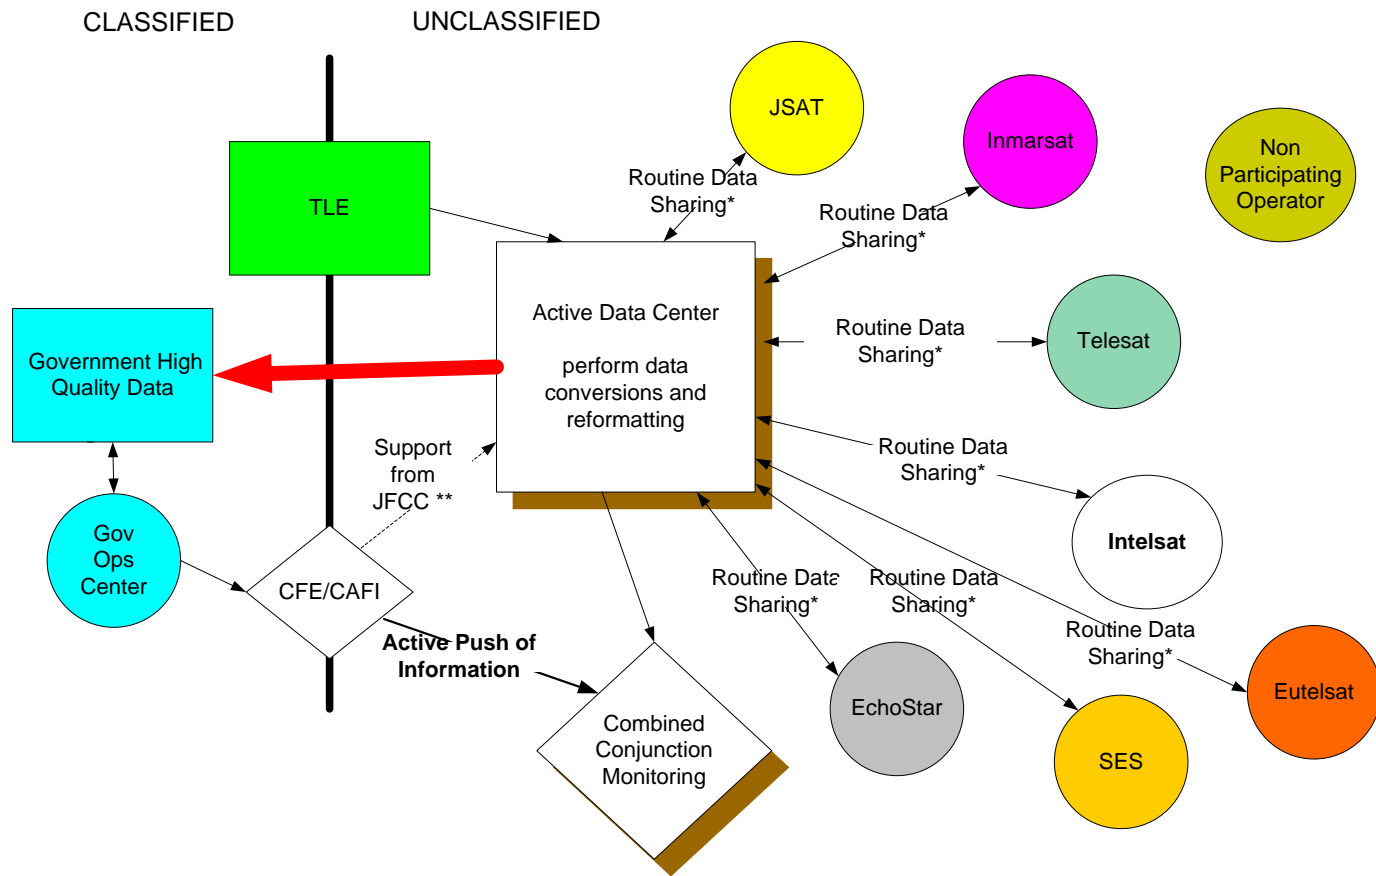 CLASSIFIED
UNCLASSIFIED
JSAT
Inmarsat
Non
Participating
Operator
Routine Data
Sharing*
TLE
Routine Data
Sharing*
Active Data Center
perform data
conversions and
reformatting
Routine Data
Sharing*
Telesat
Government High
Quality Data
Support
from
JFCC **
Routine Data
Sharing*
Intelsat
Gov
Ops
Center
CFE/CAFI
Routine Data
Sharing*
Routine Data
Sharing*
Active Push of
Information
Routine Data
Sharing*
EchoStar
Eutelsat
Combined
Conjunction
Monitoring
SES